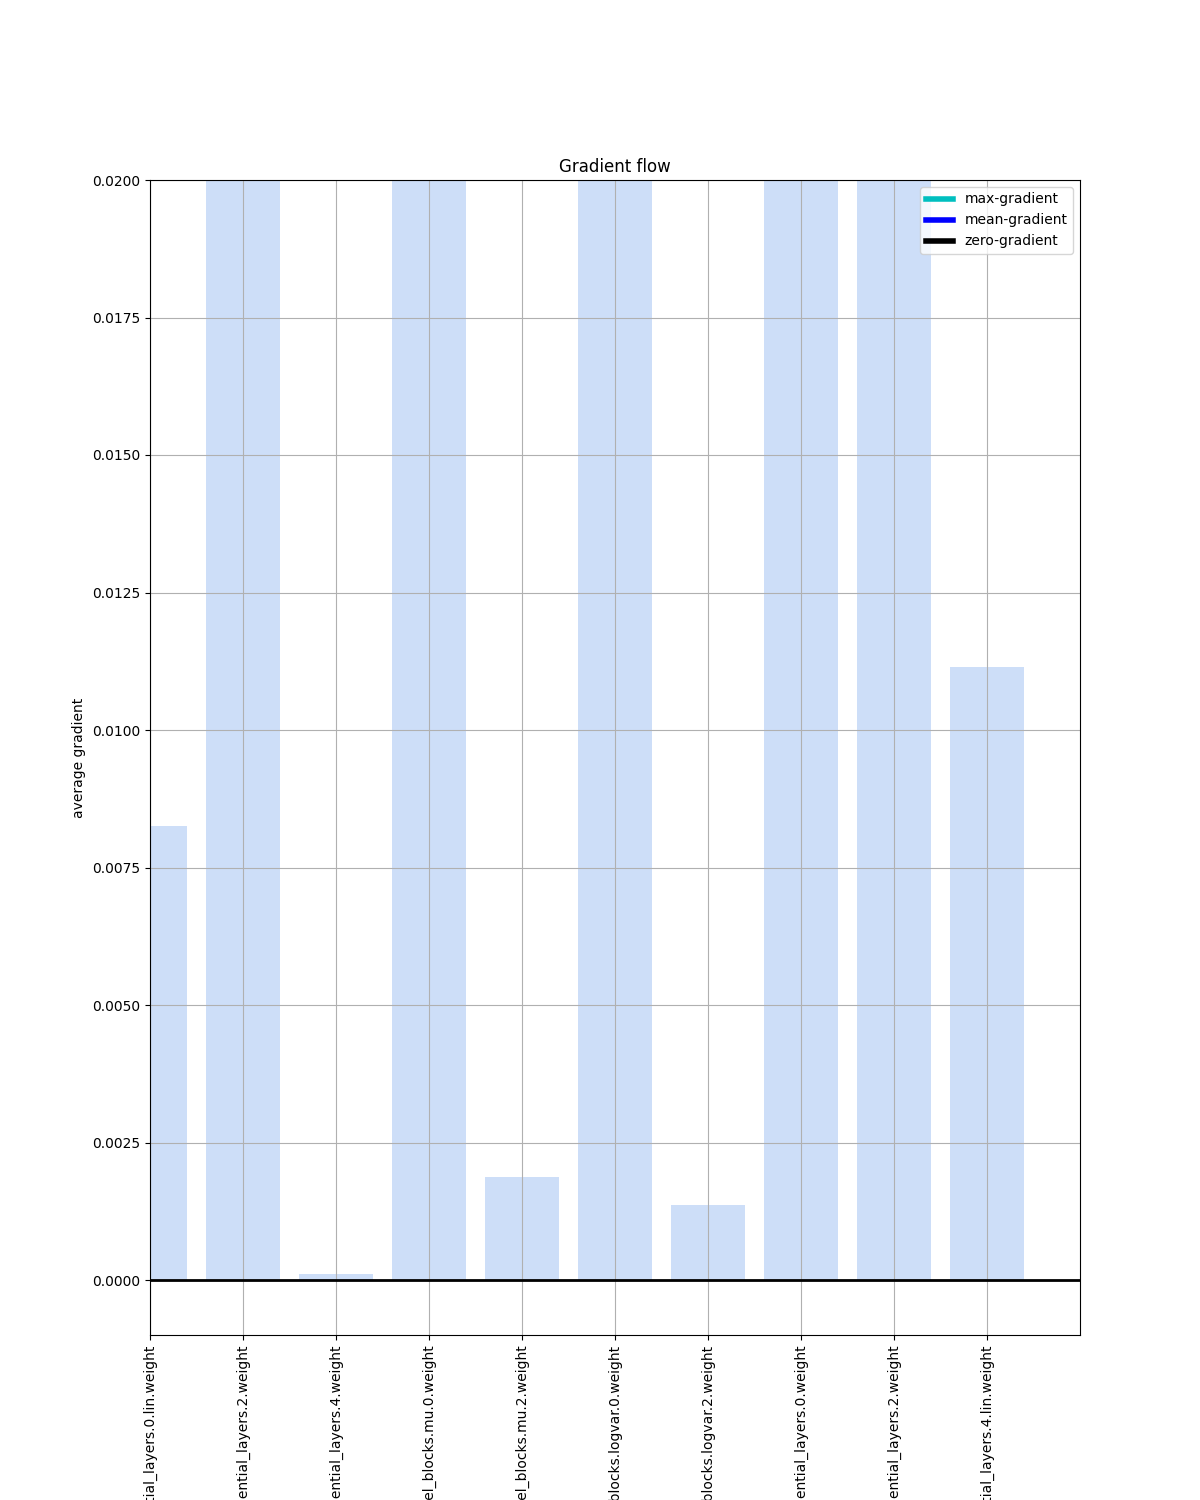 Gradient flow
max-gradient
mean-gradient
zero-gradient
0.0200
0.0175
0.0150
0.0125
0.0100
0.0075
0.0050
0.0025
0.0000
average gradient
tial_layers.0.lin.weight
ential_layers.2.weight
ential_layers.4.weight
el_blocks.mu.0.weight
el_blocks.mu.2.weight
blocks.logvar.0.weight
blocks.logvar.2.weight
ential_layers.0.weight
ential_layers.2.weight
tial_layers.4.lin.weight